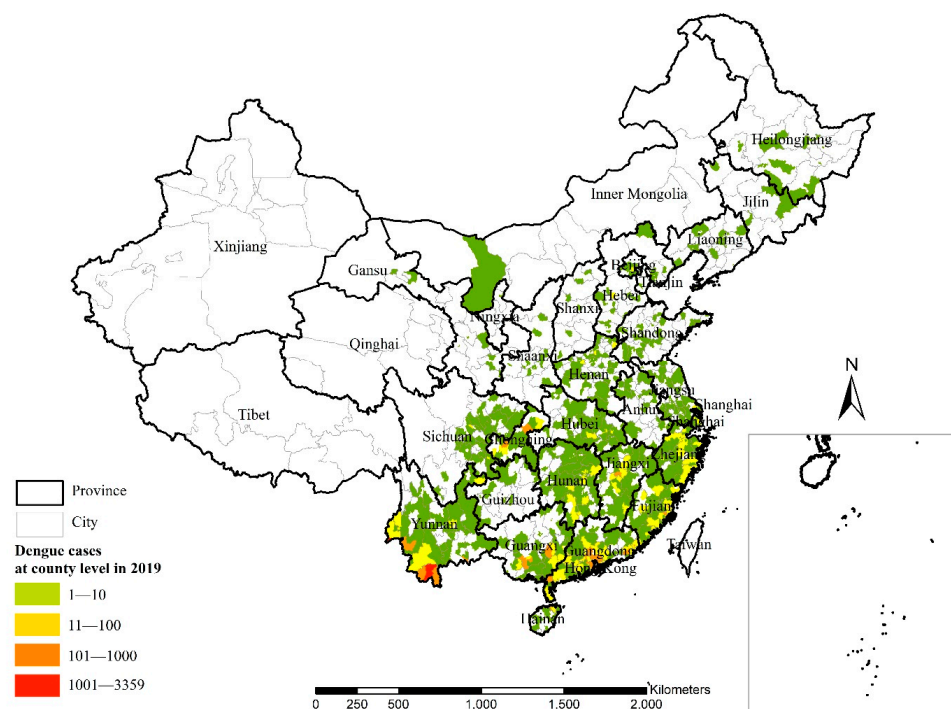 Heilongjiang
Inner Mongolia
Jilin
Xinjiang
Liaoning
Gansu
Beijing
Tianjin
Hebei
Ningxia
Shanxi
Shandong
Qinghai
Shaanxi
Henan
N
Jiangsu
Tibet
Anhui
Shanghai
Shanghai
Sichuan
Hubei
Chongqing
Zhejiang
Jiangxi
Hunan
Province
Guizhou
Fujian
City
Yunnan
Guangxi
Guangdong
Taiwan
Dengue cases
at county level in 2019
Hong Kong
1—10
Hainan
11—100
101—1000
1001—3359
Kilometers
0 250 500 1,000 1,500 2,000